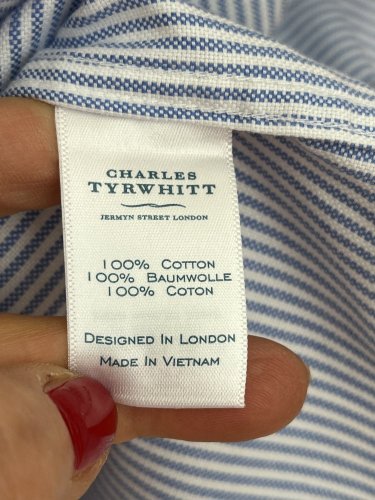 CHARLES
TYRWHITT
JERMYN STREET LONDON
100% COTTON
100% BAUMWOLLE
100% COTON
DESIGNED IN LONDON
MADE IN VIETNAM